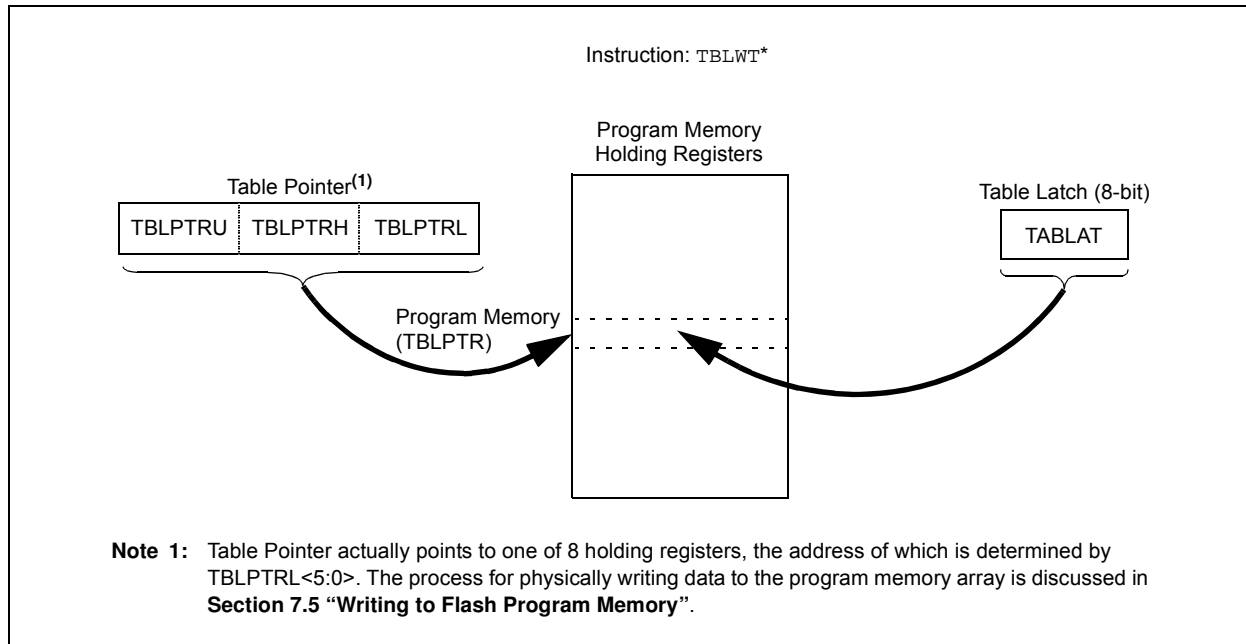 Instruction: TBLWT*
Program Memory
Holding Registers
Table Pointer(1)
Table Latch (8-bit)
TBLPTRU TBLPTRH TBLPTRL
TABLAT
Program Memory
(TBLPTR)
Note 1: Table Pointer actually points to one of 8 holding registers, the address of which is determined by
TBLPTRL<5:0>. The process for physically writing data to the program memory array is discussed in
Section 7.5 “Writing to Flash Program Memory”.